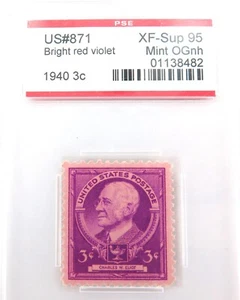 PSE
US#871
XF-Sup 95
Bright red violet
Mint OGnh
01138482
1940 3c
UNITED STATES POSTAGE
3¢
3¢
CHARLES W. ELIOT